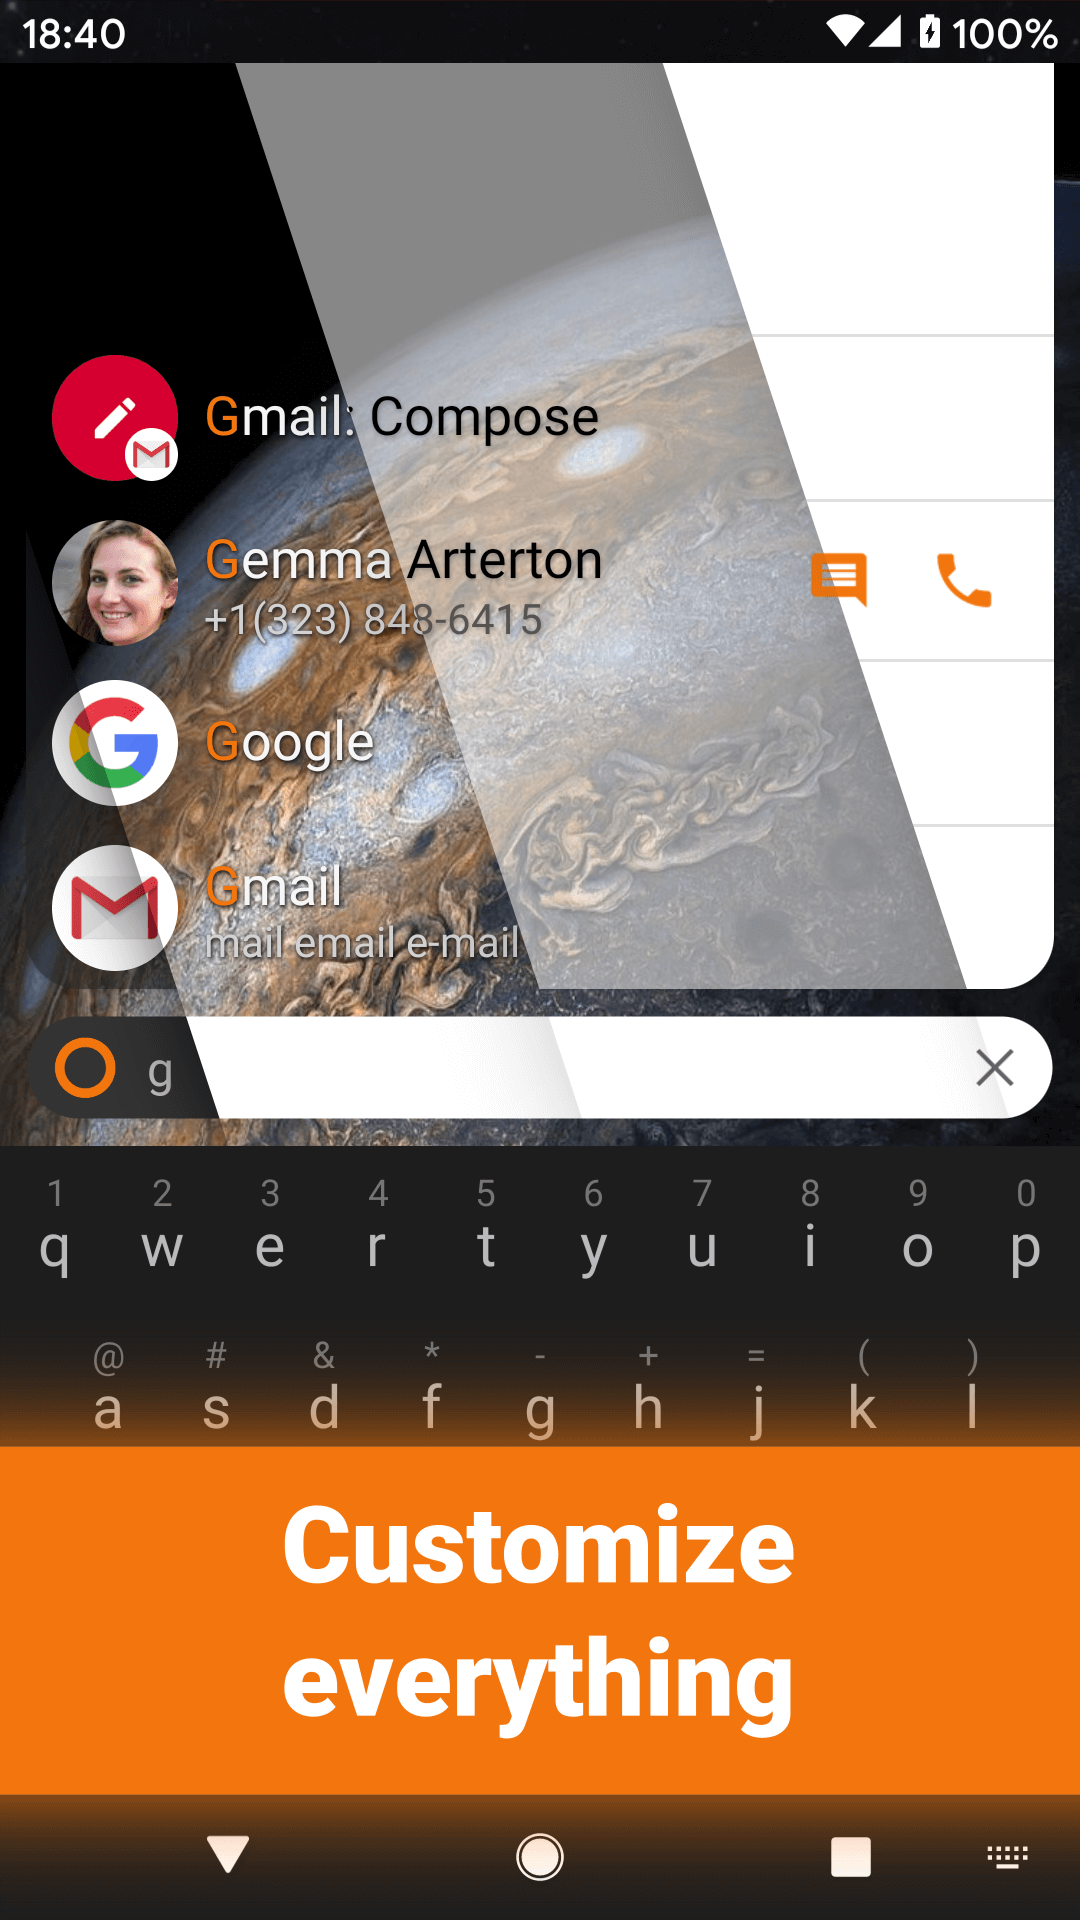 18:40 100%
Gmail: Compose
Gemma Arterton
+1(323) 848-6415
Google
Gmail
mail email e-mail
g
1 2 3 4 5 6 7 8 9 0
q w e r t y u i o p
@ # & * - + = ( )
a s d f g h j k l
Customize
everything